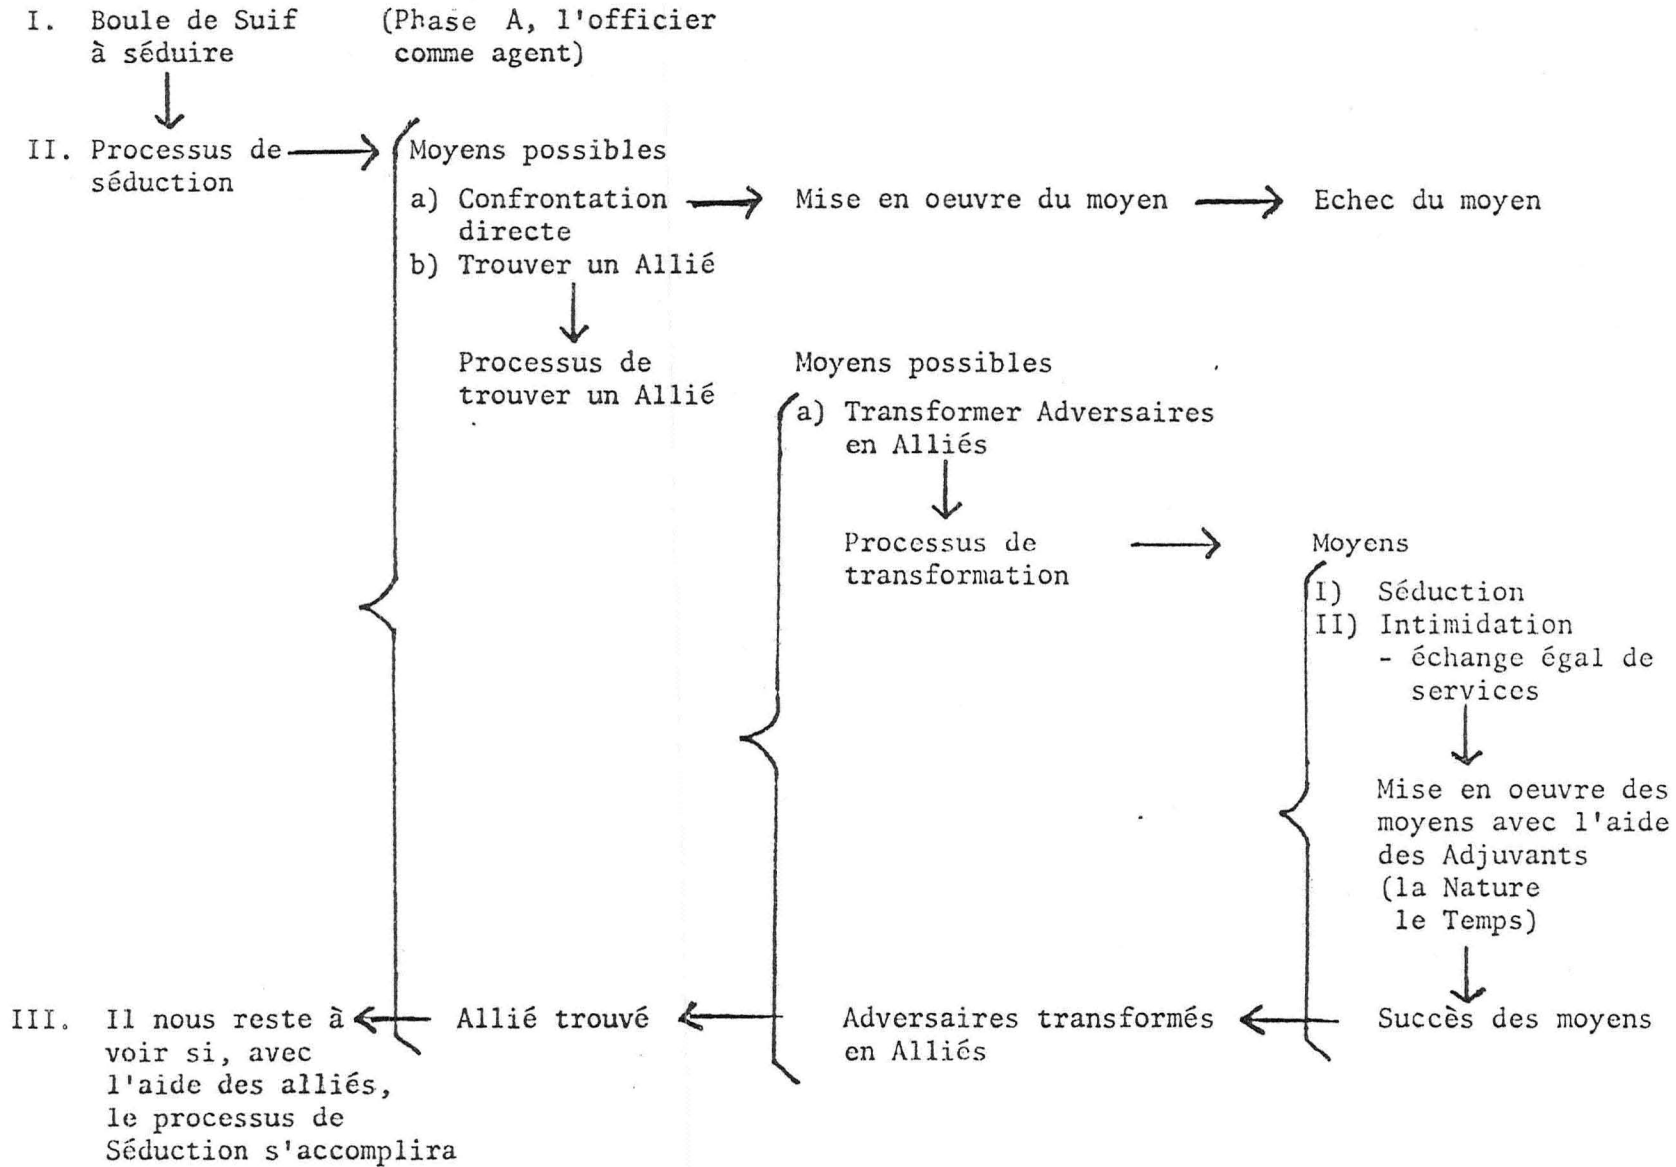 I. Boule de Suif (Phase A, l'officier
à séduire comme agent)
II. Processus de séduction
Moyens possibles
a) Confrontation directe
Mise en oeuvre du moyen
Echec du moyen
b) Trouver un Allié
Processus de
trouver un Allié
Moyens possibles
a) Transformer Adversaires
en Alliés
Processus de
transformation
Moyens
I) Séduction
II) Intimidation
- échange égal de
services
Mise en oeuvre des
moyens avec l'aide
des Adjuvants
(la Nature
le Temps)
Succès des moyens
Adversaires transformés
en Alliés
Allié trouvé
III. Il nous reste à
voir si, avec
l'aide des alliés,
le processus de
Séduction s'accomplira